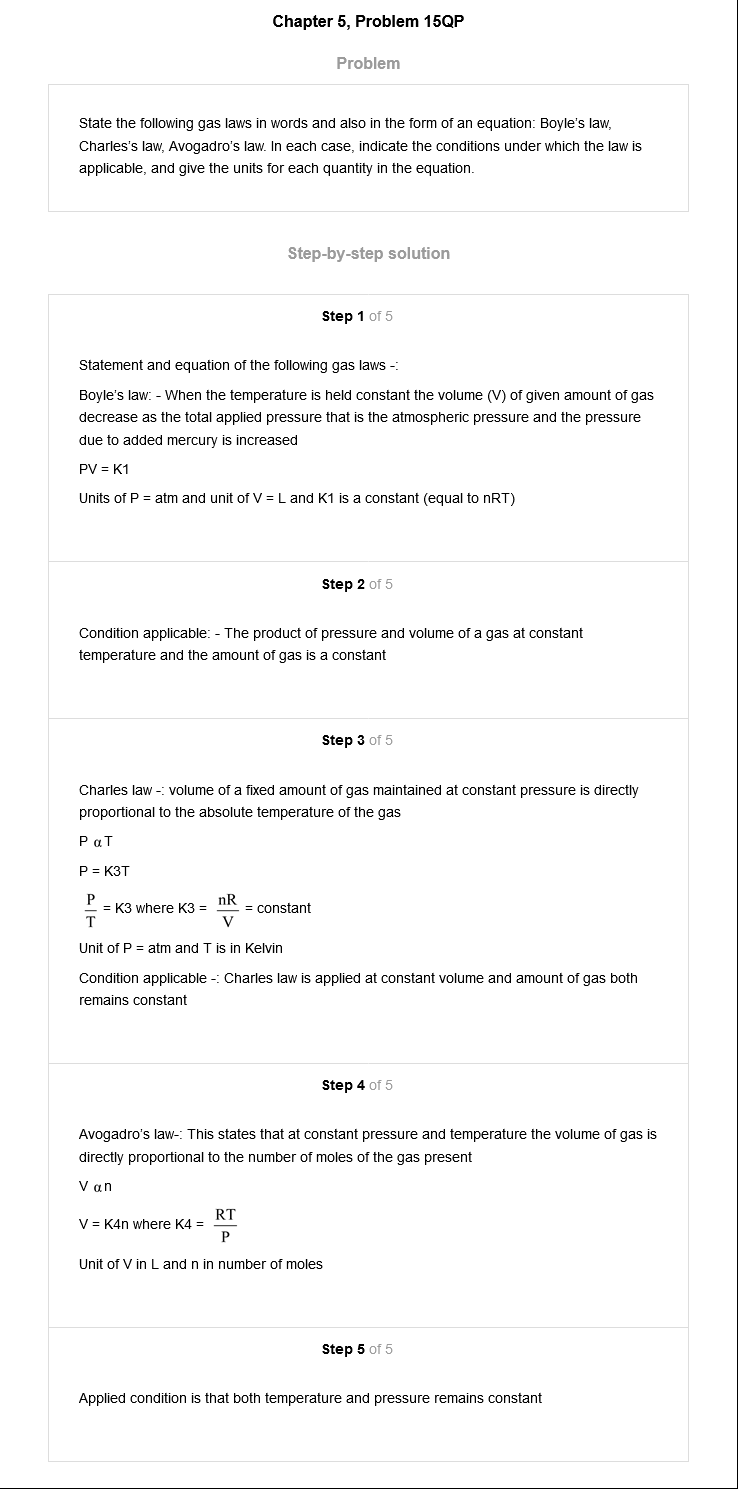 Chapter 5, Problem 15QP
Problem
State the following gas laws in words and also in the form of an equation: Boyle's law,
Charles's law, Avogadro's law. In each case, indicate the conditions under which the law is
applicable, and give the units for each quantity in the equation.
Step-by-step solution
Step 1 of 5
Statement and equation of the following gas laws -:
Boyle's law: - When the temperature is held constant the volume (V) of given amount of gas
decrease as the total applied pressure that is the atmospheric pressure and the pressure
due to added mercury is increased
PV = K1
Units of P = atm and unit of V = L and K1 is a constant (equal to nRT)
Step 2 of 5
Condition applicable: - The product of pressure and volume of a gas at constant
temperature and the amount of gas is a constant
Step 3 of 5
Charles law -: volume of a fixed amount of gas maintained at constant pressure is directly
proportional to the absolute temperature of the gas
P α T
P = K3T
P/T = K3 where K3 = nR/V = constant
Unit of P = atm and T is in Kelvin
Condition applicable -: Charles law is applied at constant volume and amount of gas both
remains constant
Step 4 of 5
Avogadro's law-: This states that at constant pressure and temperature the volume of gas is
directly proportional to the number of moles of the gas present
V α n
V = K4n where K4 = RT/P
Unit of V in L and n in number of moles
Step 5 of 5
Applied condition is that both temperature and pressure remains constant